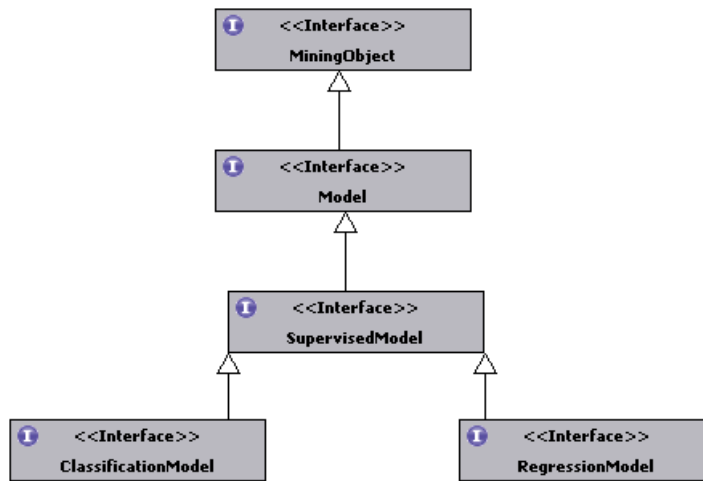 I <<Interface>>
MiningObject
I <<Interface>>
Model
I <<Interface>>
SupervisedModel
I <<Interface>>
ClassificationModel
I <<Interface>>
RegressionModel